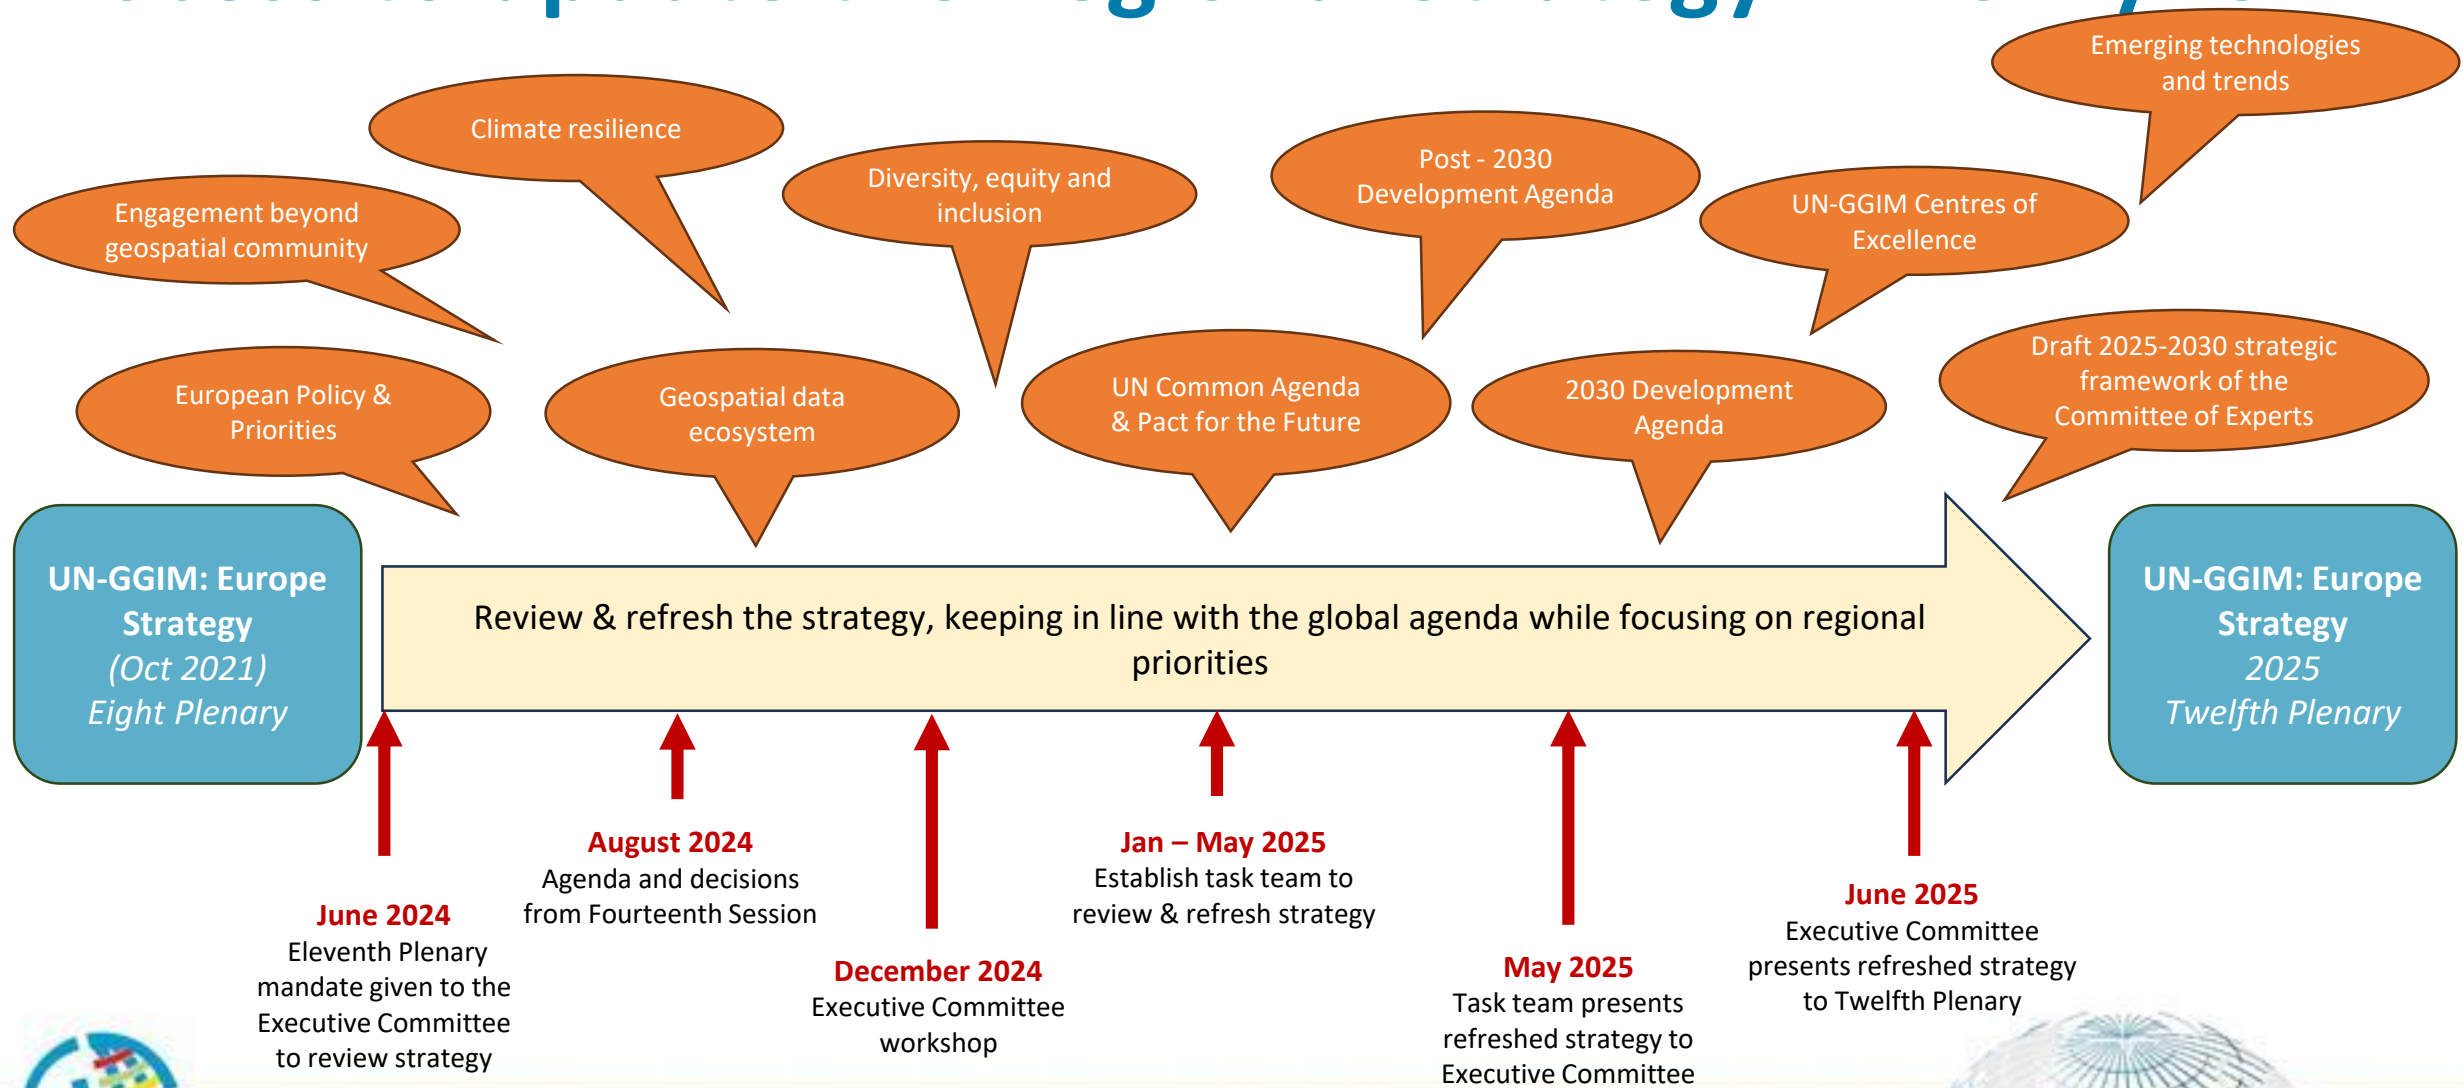 Emerging technologies
and trends
Climate resilience
Post - 2030
Development Agenda
Diversity, equity and
inclusion
UN-GGIM Centres of
Excellence
Engagement beyond
geospatial community
Draft 2025-2030 strategic
framework of the
Committee of Experts
European Policy &
Priorities
Geospatial data
ecosystem
UN Common Agenda
& Pact for the Future
2030 Development
Agenda
UN-GGIM: Europe
Strategy
(Oct 2021)
Eight Plenary
Review & refresh the strategy, keeping in line with the global agenda while focusing on regional
priorities
UN-GGIM: Europe
Strategy
2025
Twelfth Plenary
June 2024
Eleventh Plenary
mandate given to the
Executive Committee
to review strategy
August 2024
Agenda and decisions
from Fourteenth Session
December 2024
Executive Committee
workshop
Jan – May 2025
Establish task team to
review & refresh strategy
May 2025
Task team presents
refreshed strategy to
Executive Committee
June 2025
Executive Committee
presents refreshed strategy
to Twelfth Plenary